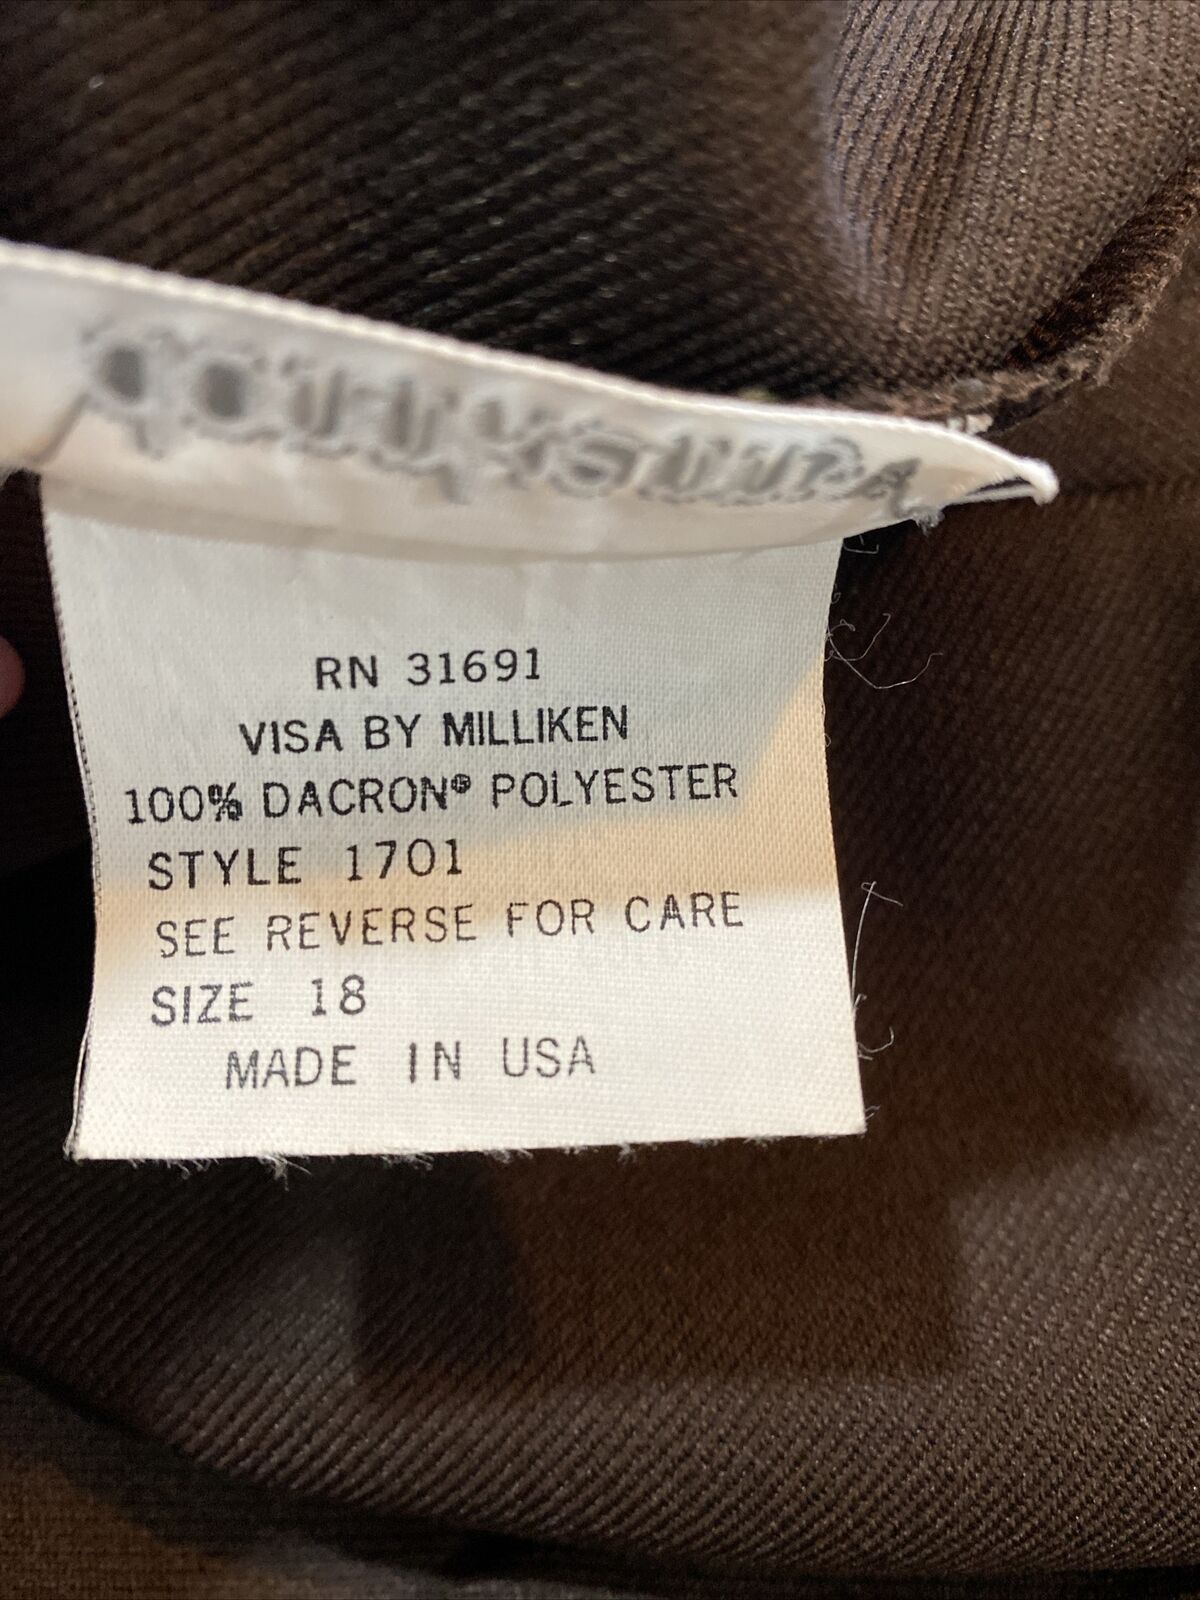 RN 31691
VISA BY MILLIKEN
100% DACRON® POLYESTER
STYLE 1701
SEE REVERSE FOR CARE
SIZE 18
MADE IN USA